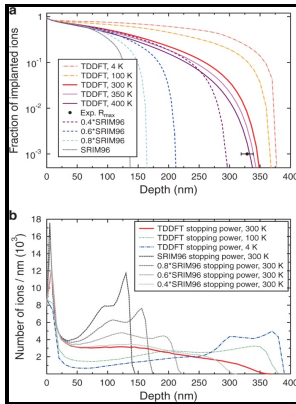 a
Fraction of implanted ions
1
10-1
10-2
10-3
TDDFT, 4 K
TDDFT, 100 K
TDDFT, 300 K
TDDFT, 350 K
TDDFT, 400 K
Exp. Rmax
0.4*SRIM96
0.6*SRIM96
0.8*SRIM96
SRIM96
0 50 100 150 200 250 300 350 400
Depth (nm)
b
Number of ions / nm (10³)
18
16
14
12
10
8
6
4
2
TDDFT stopping power, 300 K
TDDFT stopping power, 100 K
TDDFT stopping power, 4 K
SRIM96 stopping power, 300 K
0.8*SRIM96 stopping power, 300 K
0.6*SRIM96 stopping power, 300 K
0.4*SRIM96 stopping power, 300 K
0 50 100 150 200 250 300 350 400
Depth (nm)